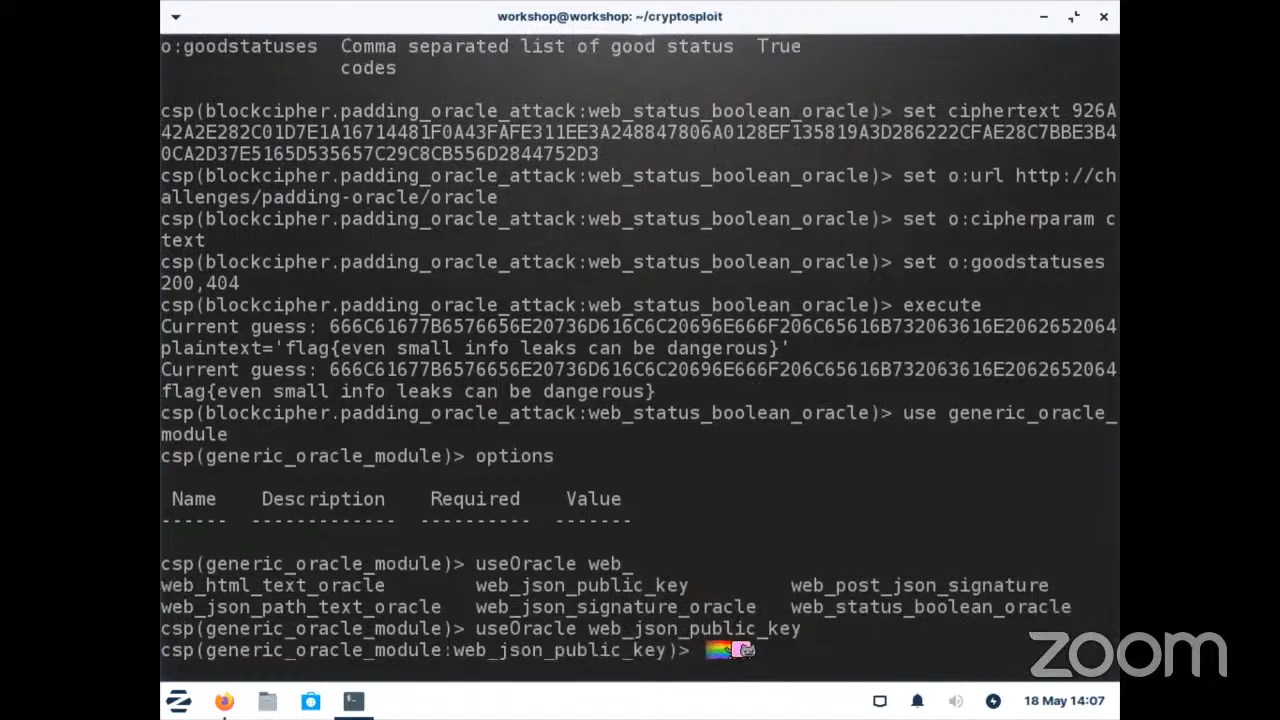 workshop@workshop: ~/cryptosploit
o:goodstatuses  Comma separated list of good status  True
codes
csp(blockcipher.padding_oracle_attack:web_status_boolean_oracle)> set ciphertext 926A
42A2E282C01D7E1A16714481F0A43FAFE311EE3A248847806A0128EF135819A3D286222CFAE28C7BBE3B4
0CA2D37E5165D535657C29C8CB556D2844752D3
csp(blockcipher.padding_oracle_attack:web_status_boolean_oracle)> set o:url http://ch
allenges/padding-oracle/oracle
csp(blockcipher.padding_oracle_attack:web_status_boolean_oracle)> set o:cipherparam c
text
csp(blockcipher.padding_oracle_attack:web_status_boolean_oracle)> set o:goodstatuses
200,404
csp(blockcipher.padding_oracle_attack:web_status_boolean_oracle)> execute
Current guess: 666C61677B6576656E20736D616C6C20696E666F206C65616B732063616E2062652064
plaintext='flag{even small info leaks can be dangerous}'
Current guess: 666C61677B6576656E20736D616C6C20696E666F206C65616B732063616E2062652064
flag{even small info leaks can be dangerous}
csp(blockcipher.padding_oracle_attack:web_status_boolean_oracle)> use generic_oracle_
module
csp(generic_oracle_module)> options
Name    Description    Required    Value
------  -------------  ----------  -------
csp(generic_oracle_module)> useOracle web_
web_html_text_oracle        web_json_public_key         web_post_json_signature
web_json_path_text_oracle   web_json_signature_oracle   web_status_boolean_oracle
csp(generic_oracle_module)> useOracle web_json_public_key
csp(generic_oracle_module:web_json_public_key)>
zoom
18 May 14:07